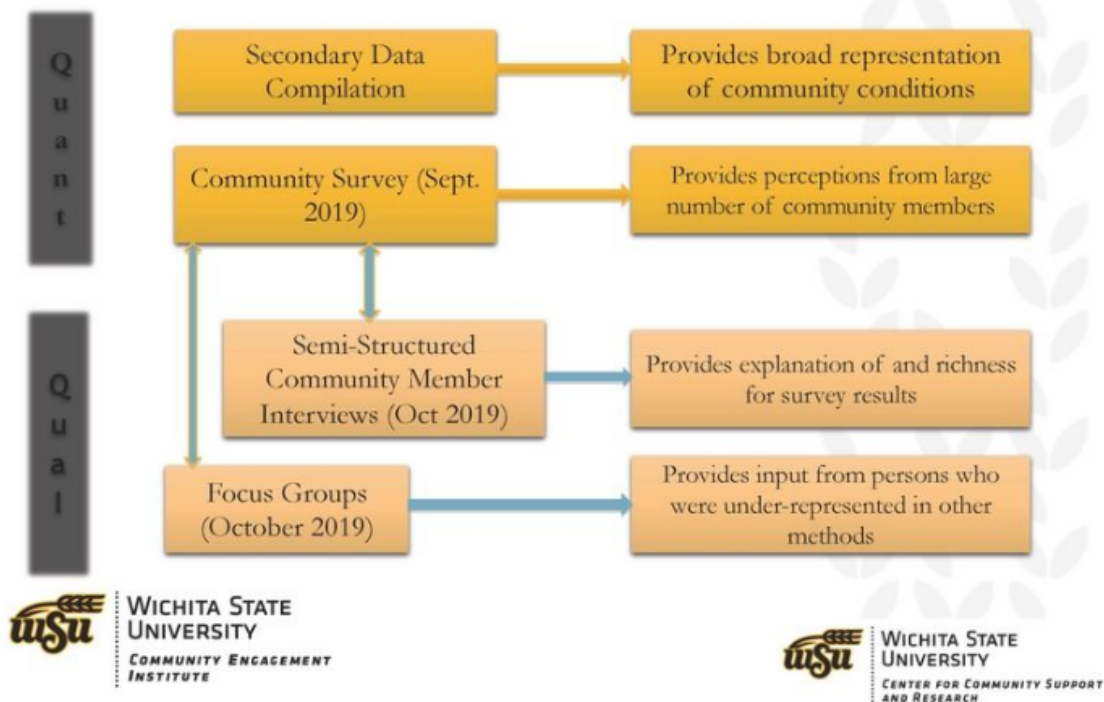 Quant
Secondary Data
Compilation
Provides broad representation
of community conditions
Community Survey (Sept.
2019)
Provides perceptions from large
number of community members
Qual
Semi-Structured
Community Member
Interviews (Oct 2019)
Provides explanation of and richness
for survey results
Focus Groups
(October 2019)
Provides input from persons who
were under-represented in other
methods
WSU
WICHITA STATE
UNIVERSITY
COMMUNITY ENGAGEMENT
INSTITUTE
WSU
WICHITA STATE
UNIVERSITY
CENTER FOR COMMUNITY SUPPORT
AND RESEARCH